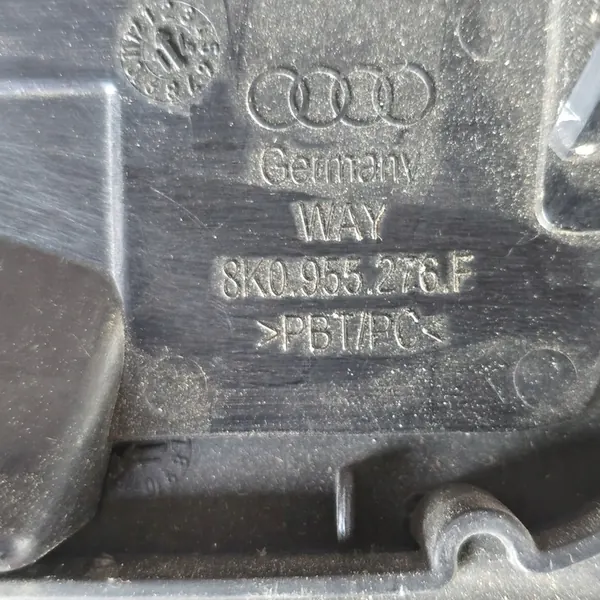 Germany
WAY
8K0.955.276.F
>PBT/PC<